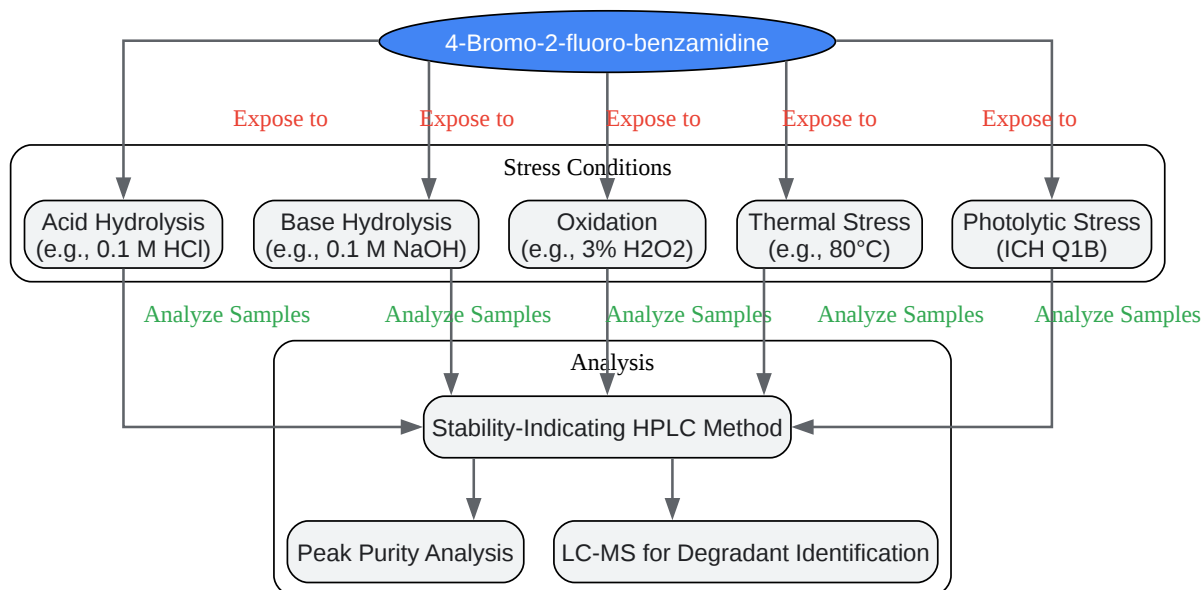 4-Bromo-2-fluoro-benzamidine
Expose to
Expose to
Expose to
Expose to
Expose to
Stress Conditions
Acid Hydrolysis
(e.g., 0.1 M HCl)
Base Hydrolysis
(e.g., 0.1 M NaOH)
Oxidation
(e.g., 3% H2O2)
Thermal Stress
(e.g., 80°C)
Photolytic Stress
(ICH Q1B)
Analyze Samples
Analyze Samples
Analyze Samples
Analyze Samples
Analyze Samples
Analysis
Stability-Indicating HPLC Method
Peak Purity Analysis
LC-MS for Degradant Identification